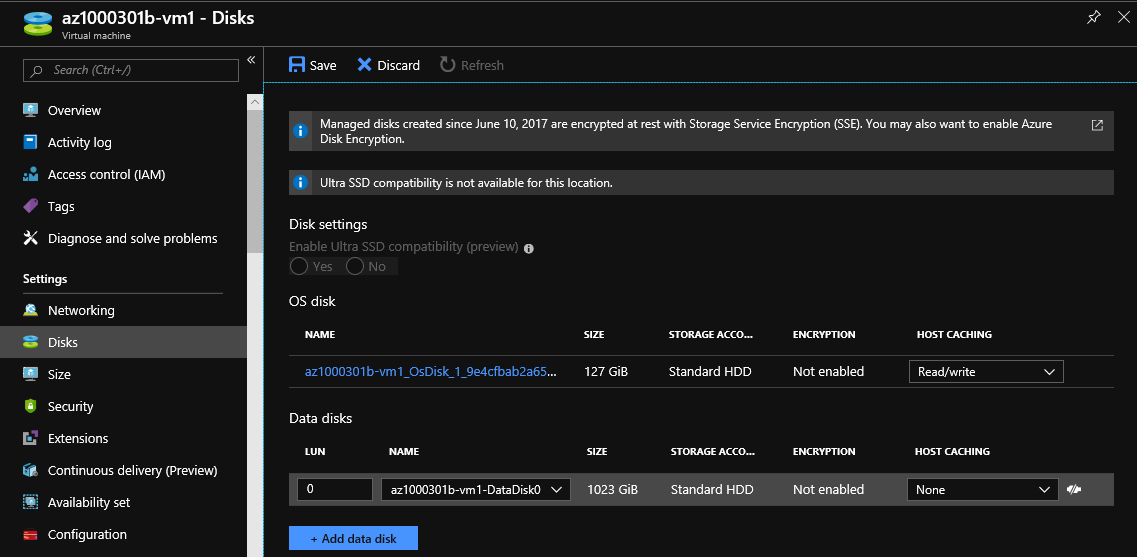 az1000301b-vm1 - Disks
Virtual machine
Search (Ctrl+/)
«
Overview
Activity log
Access control (IAM)
Tags
Diagnose and solve problems
Settings
Networking
Disks
Size
Security
Extensions
Continuous delivery (Preview)
Availability set
Configuration
Save Discard Refresh
Managed disks created since June 10, 2017 are encrypted at rest with Storage Service Encryption (SSE). You may also want to enable Azure
Disk Encryption.
Ultra SSD compatibility is not available for this location.
Disk settings
Enable Ultra SSD compatibility (preview)
Yes No
OS disk
NAME SIZE STORAGE ACCO... ENCRYPTION HOST CACHING
az1000301b-vm1_OsDisk_1_9e4cfbab2a65... 127 GiB Standard HDD Not enabled Read/write
Data disks
LUN NAME SIZE STORAGE ACCO... ENCRYPTION HOST CACHING
0 az1000301b-vm1-DataDisk0 1023 GiB Standard HDD Not enabled None
+ Add data disk